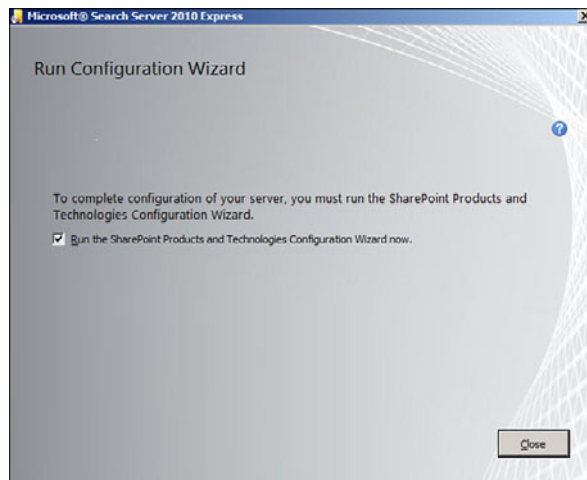 Microsoft® Search Server 2010 Express
Run Configuration Wizard
To complete configuration of your server, you must run the SharePoint Products and
Technologies Configuration Wizard.
Run the SharePoint Products and Technologies Configuration Wizard now.
Close